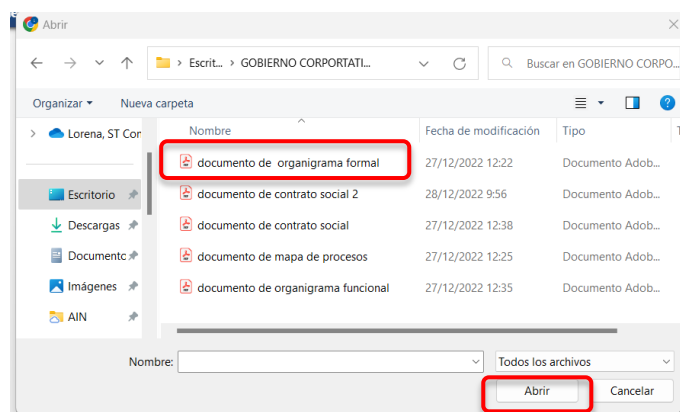 Abrir
Escrit... > GOBIERNO CORPORTATI...
Buscar en GOBIERNO CORPO...
Organizar Nueva carpeta
Lorena, ST Con
Nombre Fecha de modificación Tipo
documento de organigrama formal 27/12/2022 12:22 Documento Adob...
Escritorio documento de contrato social 2 28/12/2022 9:56 Documento Adob...
Descargas documento de contrato social 27/12/2022 12:38 Documento Adob...
Documentc documento de mapa de procesos 27/12/2022 12:25 Documento Adob...
Imágenes documento de organigrama funcional 27/12/2022 12:35 Documento Adob...
AIN
Nombre: Todos los archivos
Abrir Cancelar